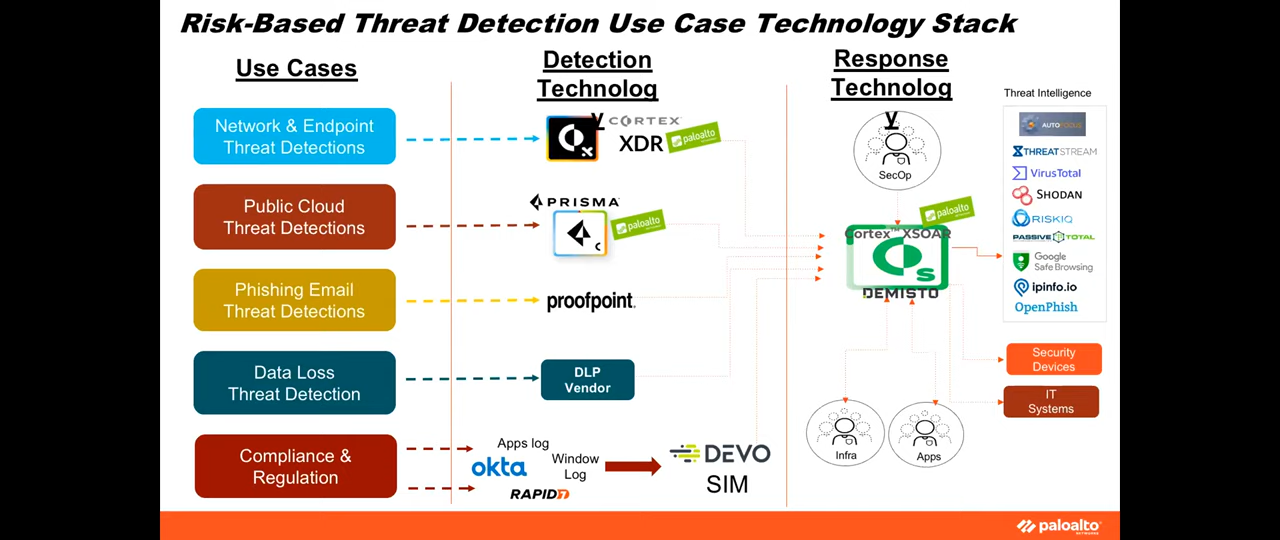 Risk-Based Threat Detection Use Case Technology Stack
Use Cases
Detection
Technolog
y
Response
Technolog
y
Network & Endpoint
Threat Detections
Public Cloud
Threat Detections
Phishing Email
Threat Detections
Data Loss
Threat Detection
Compliance &
Regulation
CORTEX
XDR
paloalto
PRISMA
C
paloalto
proofpoint.
DLP
Vendor
Apps log
okta
Window
Log
RAPID7
DEVO
SIM
SecOp
paloalto
Cortex™ XSOAR
S
DEMISTO
Infra
Apps
Threat Intelligence
AUTOFOCUS
THREATSTREAM
VirusTotal
SHODAN
RISKIQ
PASSIVETOTAL
Google
Safe Browsing
ipinfo.io
OpenPhish
Security
Devices
IT
Systems
paloalto
NETWORKS